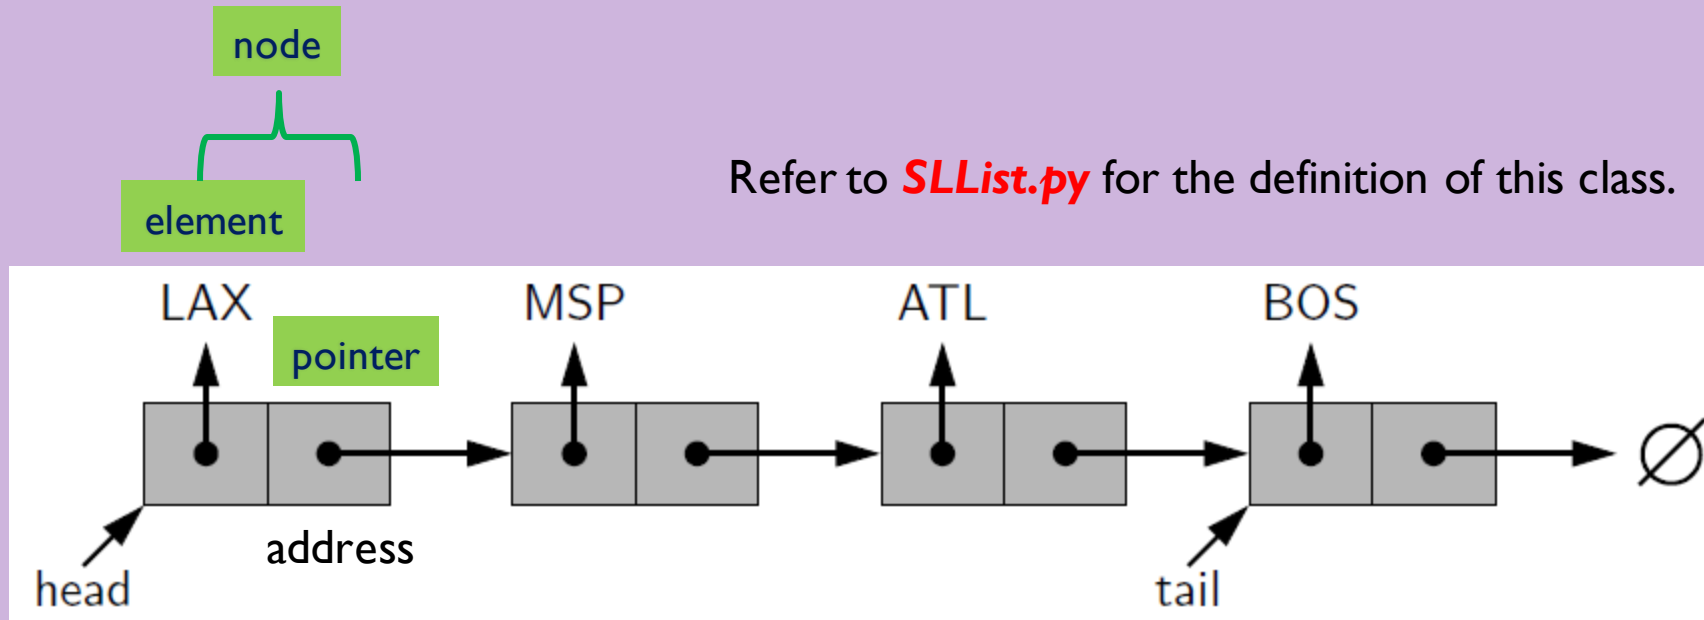 node
element
Refer to SLList.py for the definition of this class.
LAX MSP ATL BOS
pointer
∅
address
head tail